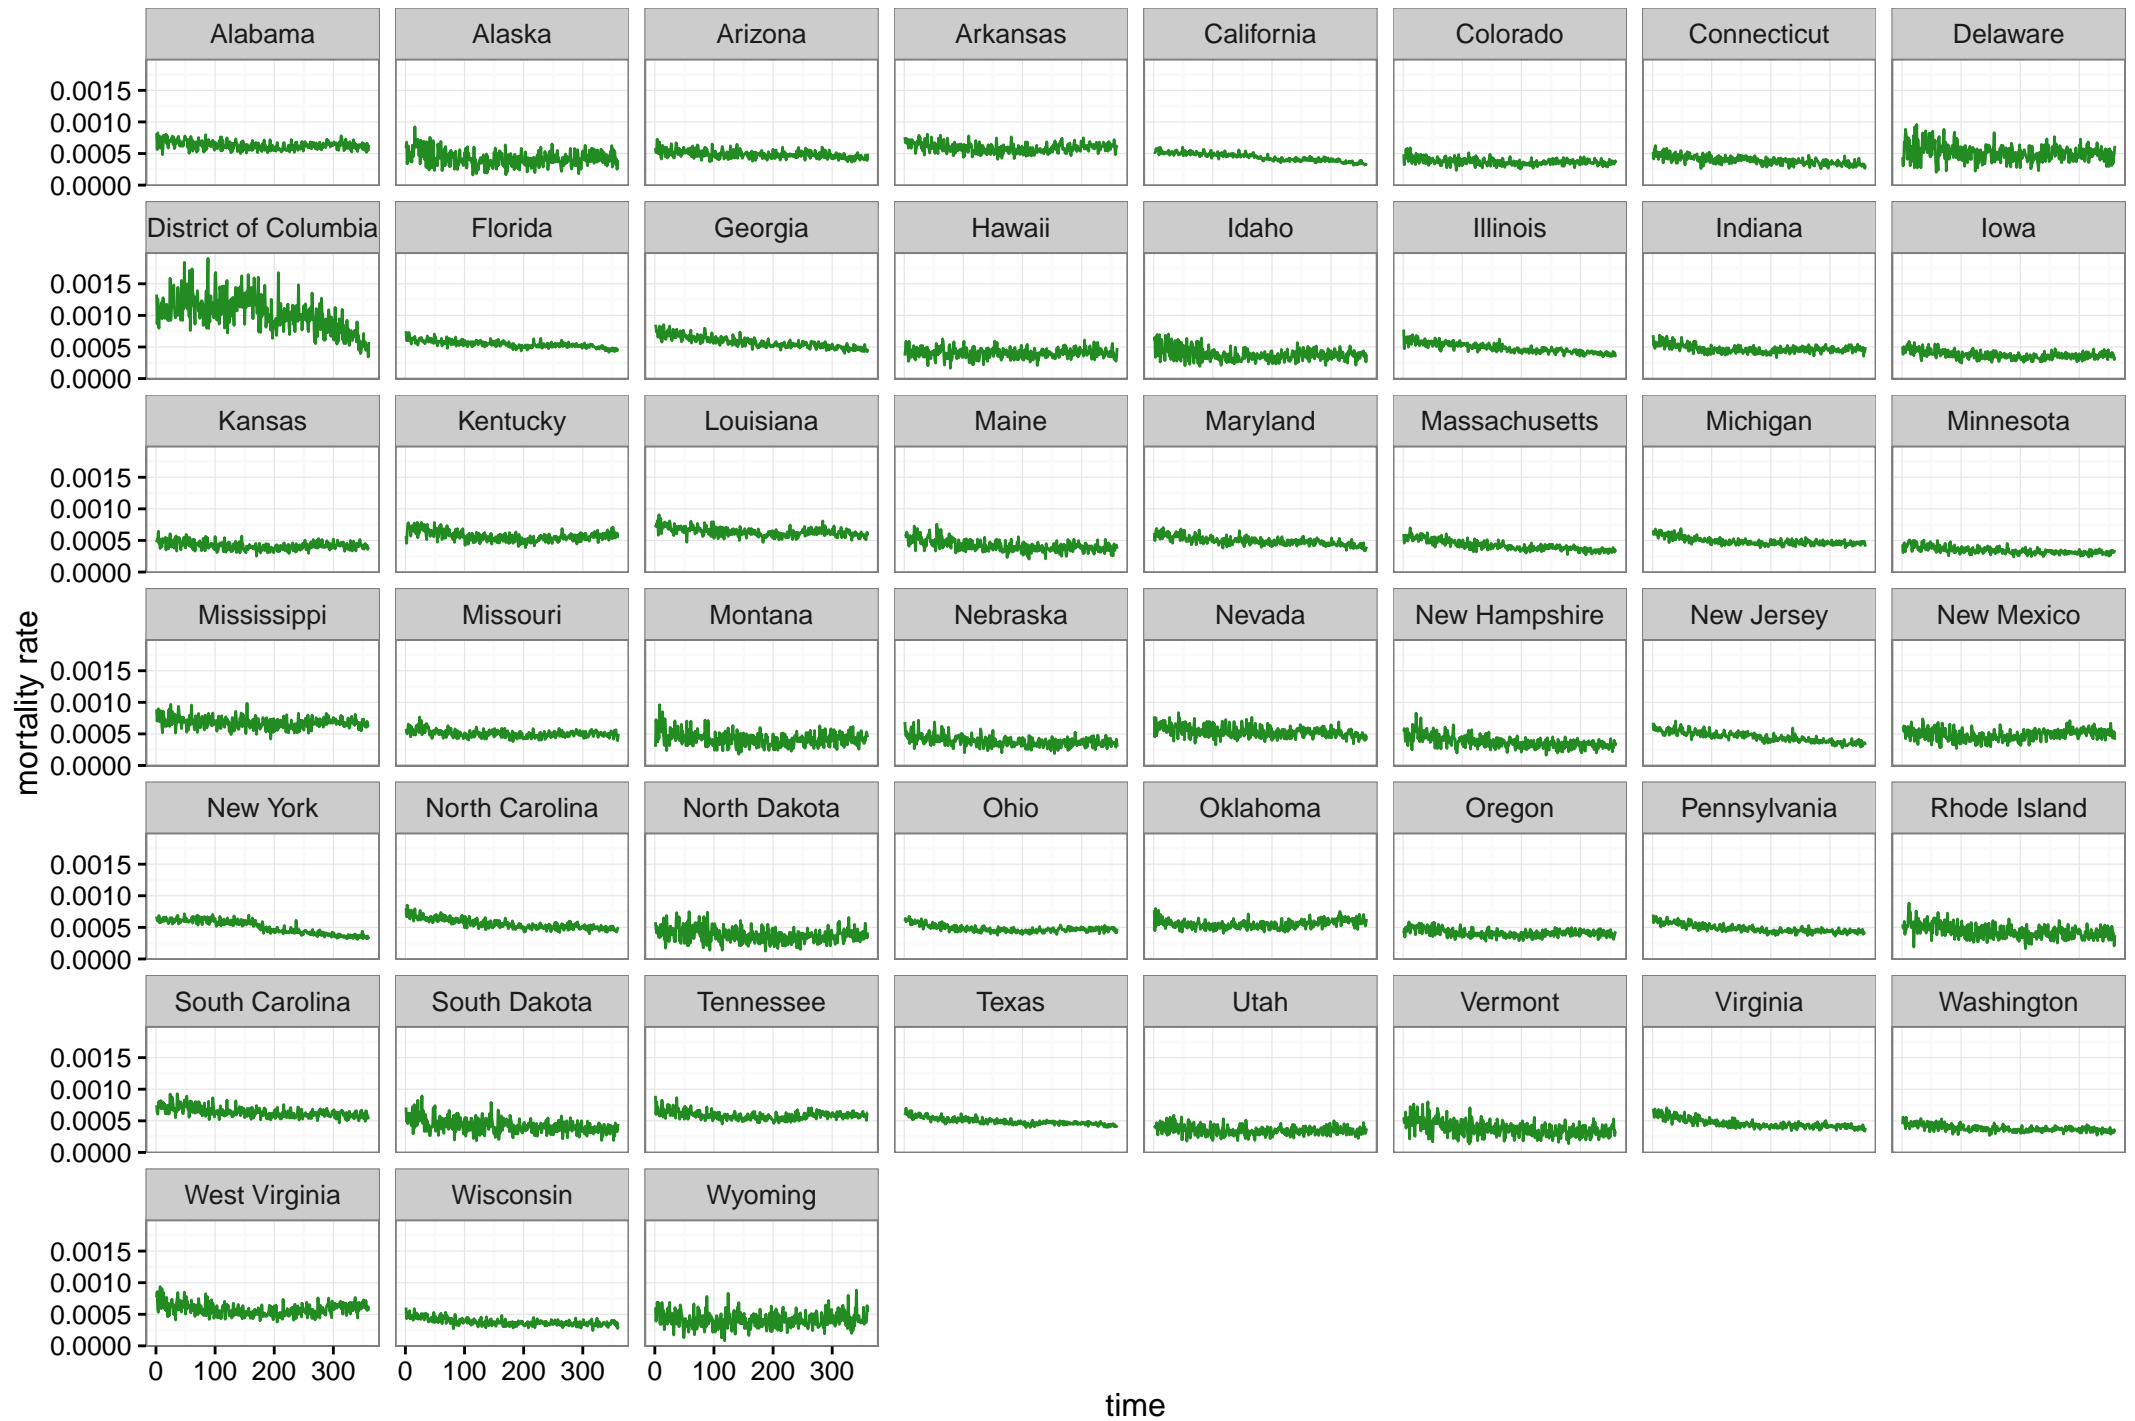 Alabama Alaska Arizona Arkansas California Colorado Connecticut Delaware
0.0015
0.0010
0.0005
0.0000
District of Columbia Florida Georgia Hawaii Idaho Illinois Indiana Iowa
0.0015
0.0010
0.0005
0.0000
Kansas Kentucky Louisiana Maine Maryland Massachusetts Michigan Minnesota
0.0015
0.0010
0.0005
0.0000
Mississippi Missouri Montana Nebraska Nevada New Hampshire New Jersey New Mexico
0.0015
0.0010
0.0005
0.0000
mortality rate
New York North Carolina North Dakota Ohio Oklahoma Oregon Pennsylvania Rhode Island
0.0015
0.0010
0.0005
0.0000
South Carolina South Dakota Tennessee Texas Utah Vermont Virginia Washington
0.0015
0.0010
0.0005
0.0000
West Virginia Wisconsin Wyoming
0.0015
0.0010
0.0005
0.0000
0 100 200 300 0 100 200 300 0 100 200 300
time